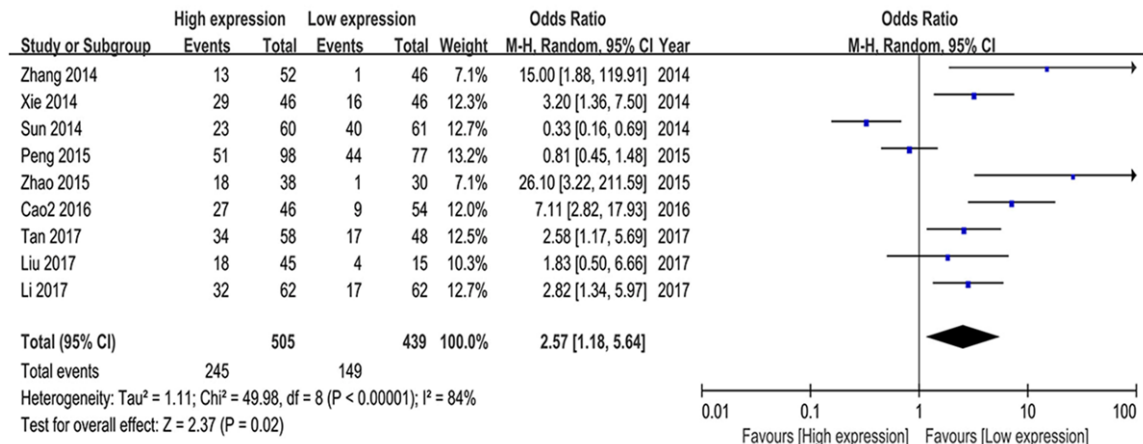 High expression Low expression Odds Ratio Odds Ratio
Study or Subgroup Events Total Events Total Weight M-H, Random, 95% CI Year M-H, Random, 95% CI
Zhang 2014 13 52 1 46 7.1% 15.00 [1.88, 119.91] 2014
Xie 2014 29 46 16 46 12.3% 3.20 [1.36, 7.50] 2014
Sun 2014 23 60 40 61 12.7% 0.33 [0.16, 0.69] 2014
Peng 2015 51 98 44 77 13.2% 0.81 [0.45, 1.48] 2015
Zhao 2015 18 38 1 30 7.1% 26.10 [3.22, 211.59] 2015
Cao2 2016 27 46 9 54 12.0% 7.11 [2.82, 17.93] 2016
Tan 2017 34 58 17 48 12.5% 2.58 [1.17, 5.69] 2017
Liu 2017 18 45 4 15 10.3% 1.83 [0.50, 6.66] 2017
Li 2017 32 62 17 62 12.7% 2.82 [1.34, 5.97] 2017
Total (95% CI) 505 439 100.0% 2.57 [1.18, 5.64]
Total events 245 149
Heterogeneity: Tau² = 1.11; Chi² = 49.98, df = 8 (P < 0.00001); I² = 84%
Test for overall effect: Z = 2.37 (P = 0.02)
0.01 0.1 1 10 100
Favours [High expression] Favours [Low expression]